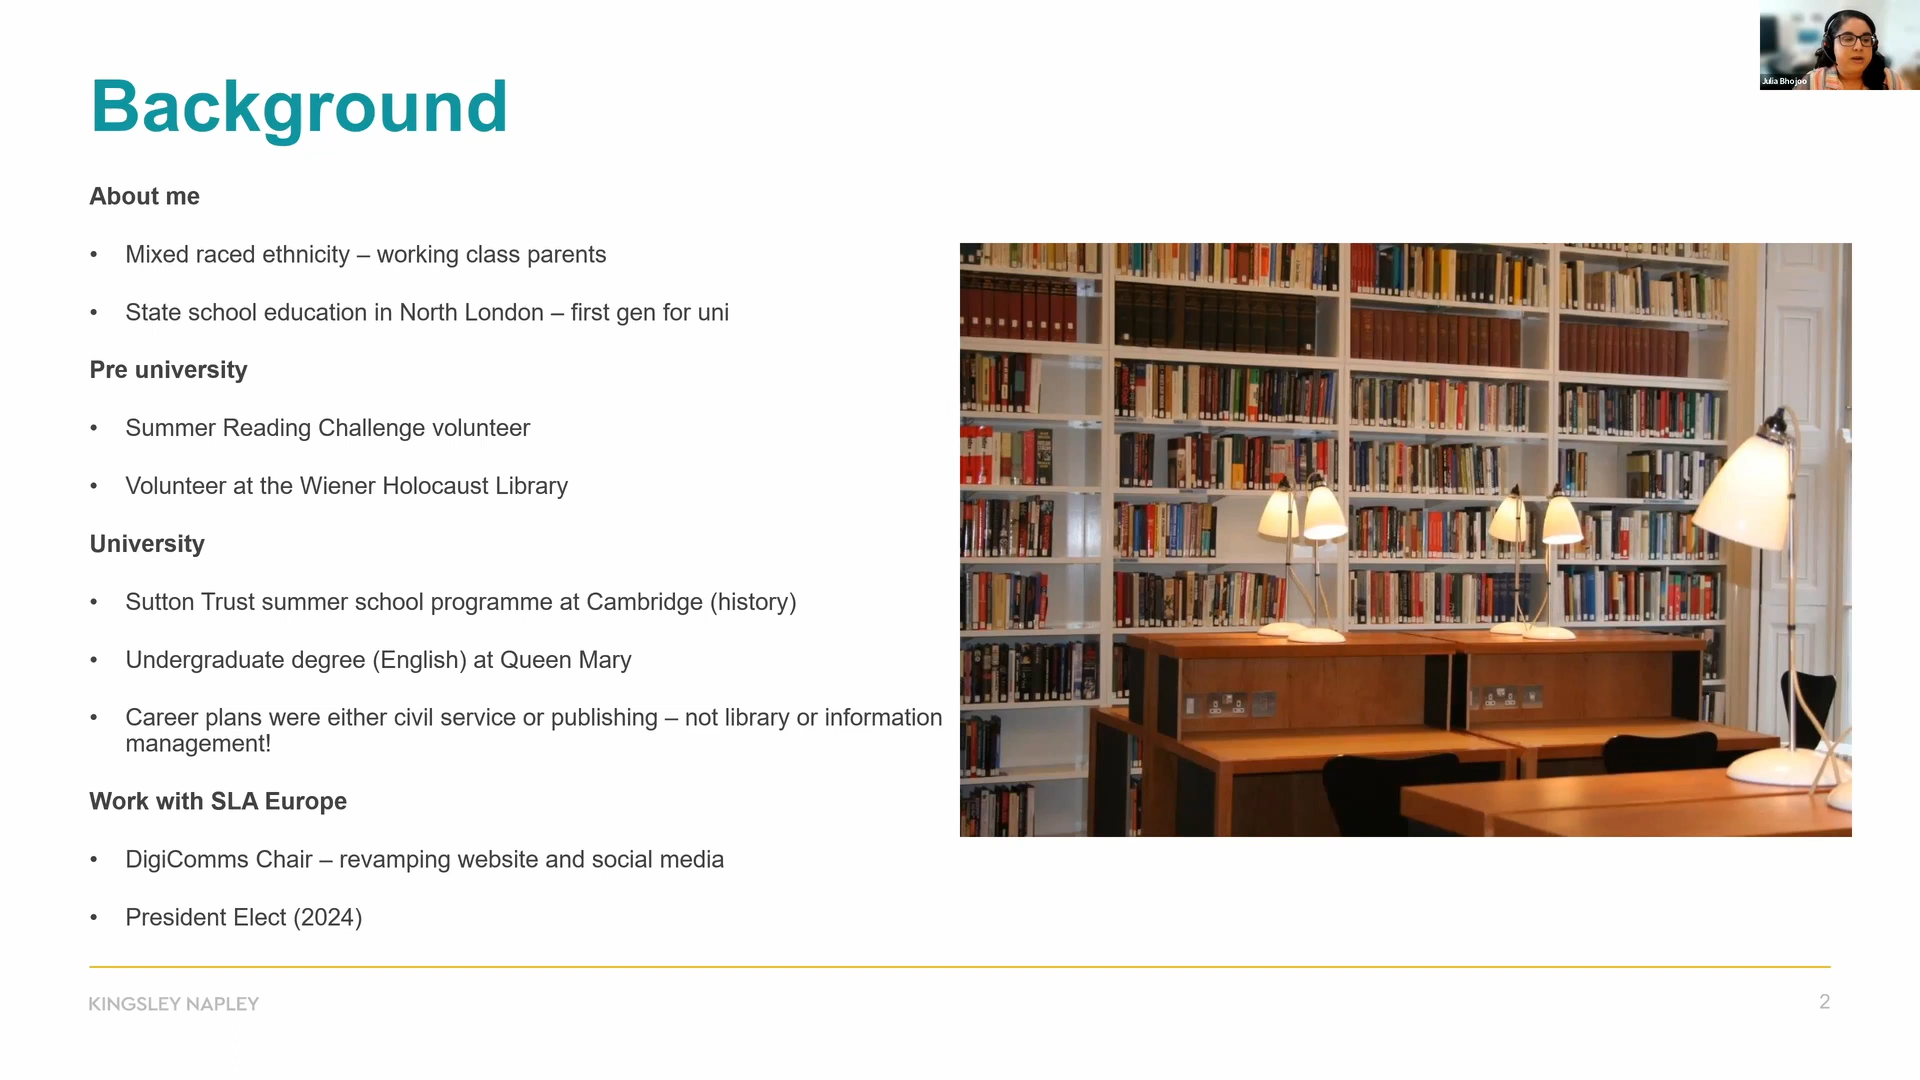 Background
Julia Bhojoo
About me
• Mixed raced ethnicity – working class parents
• State school education in North London – first gen for uni
Pre university
• Summer Reading Challenge volunteer
• Volunteer at the Wiener Holocaust Library
University
• Sutton Trust summer school programme at Cambridge (history)
• Undergraduate degree (English) at Queen Mary
• Career plans were either civil service or publishing – not library or information
management!
Work with SLA Europe
• DigiComms Chair – revamping website and social media
• President Elect (2024)
KINGSLEY NAPLEY
2